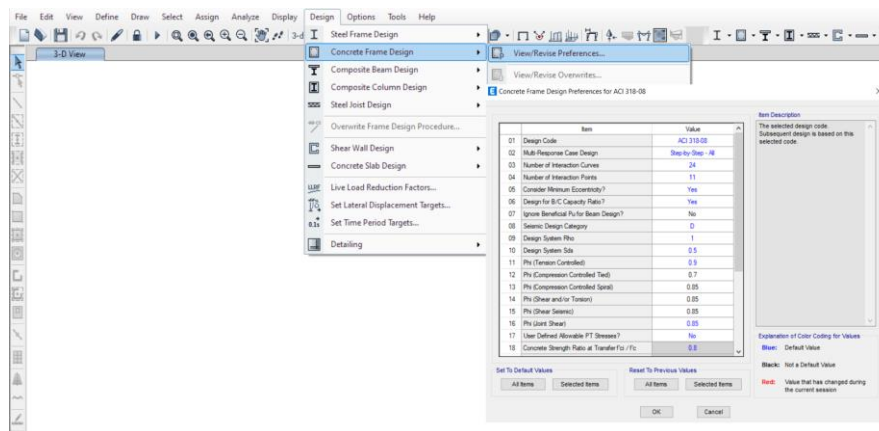 File Edit View Define Draw Select Assign Analyze Display Design Options Tools Help
3-d
3-D View
Steel Frame Design
Concrete Frame Design
Composite Beam Design
Composite Column Design
Steel Joist Design
Overwrite Frame Design Procedure...
Shear Wall Design
Concrete Slab Design
Live Load Reduction Factors...
Set Lateral Displacement Targets...
Set Time Period Targets...
Detailing
View/Revise Preferences...
View/Revise Overwrites...
Concrete Frame Design Preferences for ACI 318-08
Item Value
01 Design Code ACI 318-08
02 Multi-Response Case Design Step-by-Step - All
03 Number of Interaction Curves 24
04 Number of Interaction Points 11
05 Consider Minimum Eccentricity? Yes
06 Design for B/C Capacity Ratio? Yes
07 Ignore Beneficial Pu for Beam Design? No
08 Seismic Design Category D
09 Design System Rho 1
10 Design System Sds 0.5
11 Phi (Tension Controlled) 0.9
12 Phi (Compression Controlled Tied) 0.7
13 Phi (Compression Controlled Spiral) 0.85
14 Phi (Shear and/or Torsion) 0.85
15 Phi (Shear Seismic) 0.85
16 Phi (Joint Shear) 0.85
17 User Defined Allowable PT Stresses? No
18 Concrete Strength Ratio at Transfer f'ci / f'c 0.8
Item Description
The selected design code.
Subsequent design is based on this
selected code.
Explanation of Color Coding for Values
Blue: Default Value
Black: Not a Default Value
Red: Value that has changed during
the current session
Set To Default Values
All Items Selected Items
Reset To Previous Values
All Items Selected Items
OK Cancel